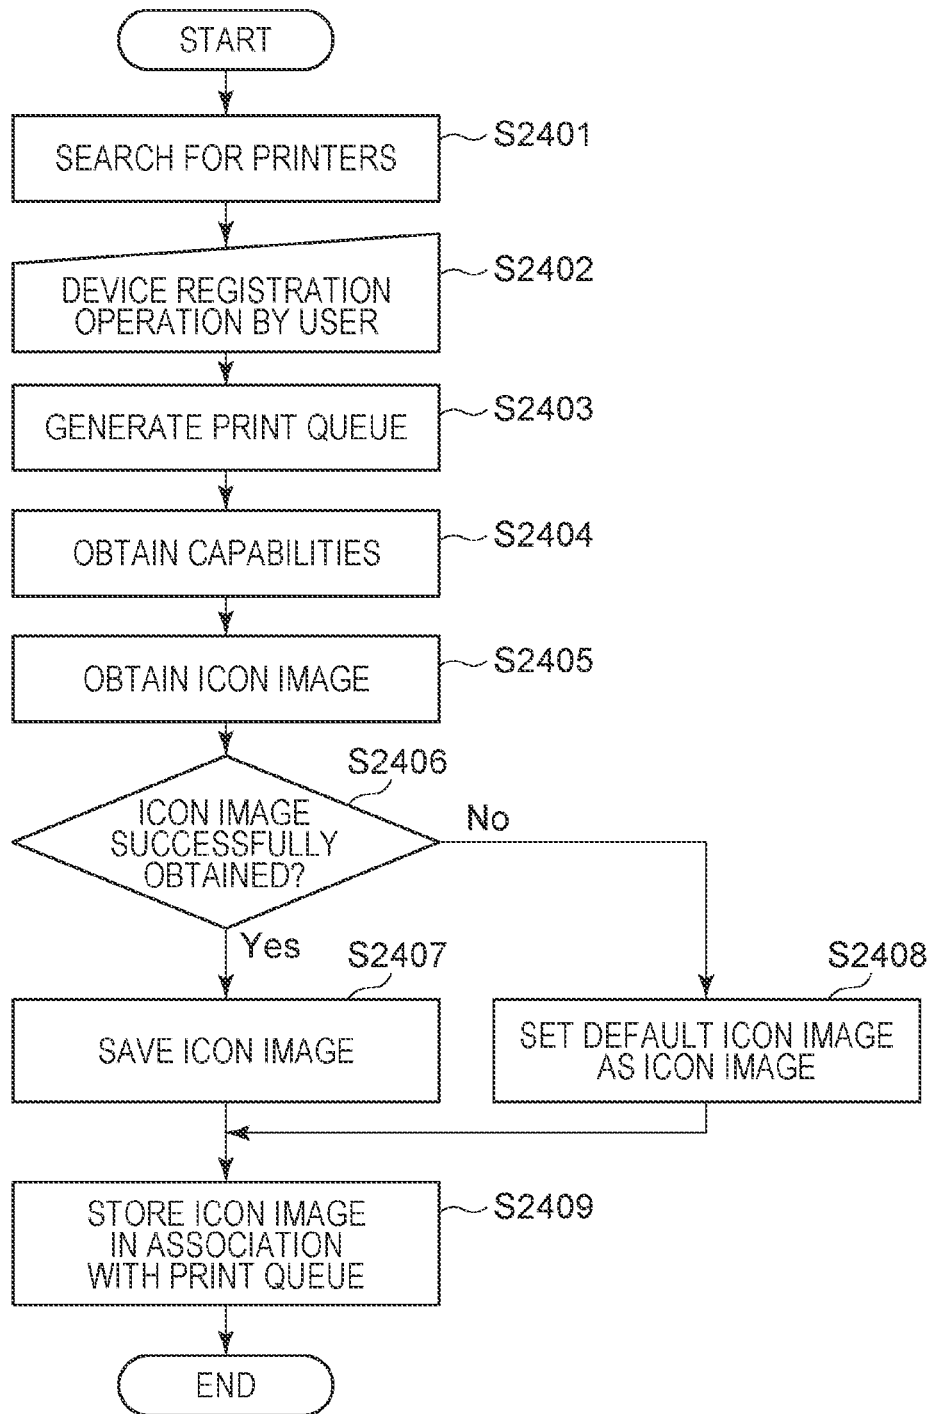 START
SEARCH FOR PRINTERS
S2401
DEVICE REGISTRATION
OPERATION BY USER
S2402
GENERATE PRINT QUEUE
S2403
OBTAIN CAPABILITIES
S2404
OBTAIN ICON IMAGE
S2405
S2406
ICON IMAGE
SUCCESSFULLY
OBTAINED?
No
Yes
S2407
SAVE ICON IMAGE
S2408
SET DEFAULT ICON IMAGE
AS ICON IMAGE
STORE ICON IMAGE
IN ASSOCIATION
WITH PRINT QUEUE
S2409
END